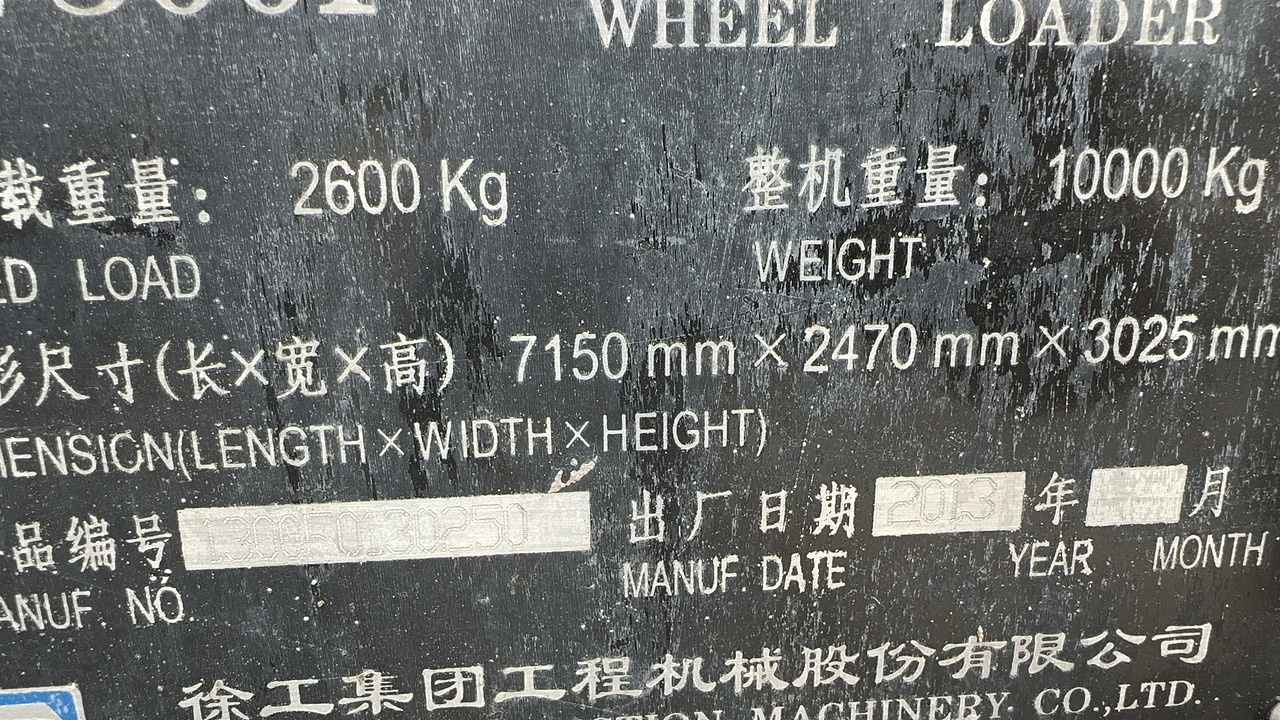 WHEEL LOADER
载重量: 2600 Kg 整机重量: 10000 Kg
ED LOAD WEIGHT
形尺寸(长×宽×高) 7150 mm × 2470 mm × 3025 mm
MENSION(LENGTH×WIDTH×HEIGHT)
品编号 出厂日期 2013 年 月
ANUF NO. MANUF DATE YEAR MONTH
徐工集团工程机械股份有限公司
CTION MACHINERY CO.,LTD.